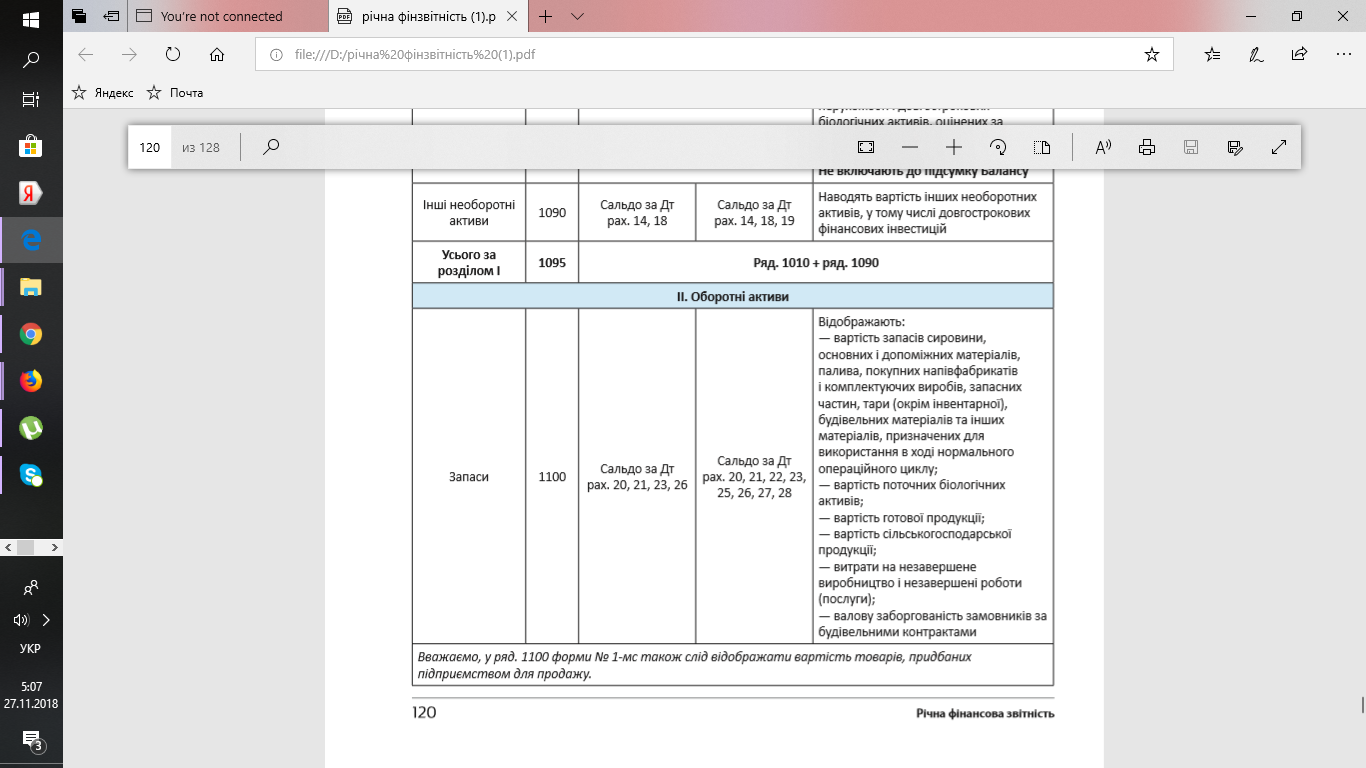 You're not connected
річна фінзвітність (1).p
file:///D:/річна%20фінзвітність%20(1).pdf
Яндекс
Почта
біологічних активів, оцінених за
120
из 128
Не включають до підсумку Балансу
Інші необоротні
активи
1090
Сальдо за Дт
рах. 14, 18
Сальдо за Дт
рах. 14, 18, 19
Наводять вартість інших необоротних
активів, у тому числі довгострокових
фінансових інвестицій
Усього за
розділом I
1095
Ряд. 1010 + ряд. 1090
II. Оборотні активи
Запаси
1100
Сальдо за Дт
рах. 20, 21, 23, 26
Сальдо за Дт
рах. 20, 21, 22, 23,
25, 26, 27, 28
Відображають:
— вартість запасів сировини,
основних і допоміжних матеріалів,
палива, покупних напівфабрикатів
і комплектуючих виробів, запасних
частин, тари (окрім інвентарної),
будівельних матеріалів та інших
матеріалів, призначених для
використання в ході нормального
операційного циклу;
— вартість поточних біологічних
активів;
— вартість готової продукції;
— вартість сільськогосподарської
продукції;
— витрати на незавершене
виробництво і незавершені роботи
(послуги);
— валову заборгованість замовників за
будівельними контрактами
Вважаємо, у ряд. 1100 форми № 1-мс також слід відображати вартість товарів, придбаних
підприємством для продажу.
120
Річна фінансова звітність
УКР
5:07
27.11.2018
3